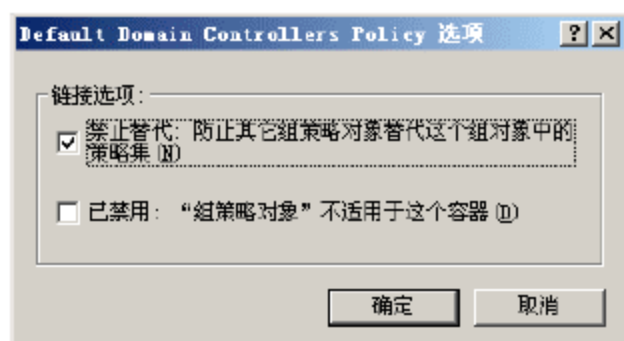 Default Domain Controllers Policy 选项
链接选项:
禁止替代: 防止其它组策略对象替代这个组对象中的
策略集(N)
已禁用: “组策略对象”不适用于这个容器(D)
确定 取消